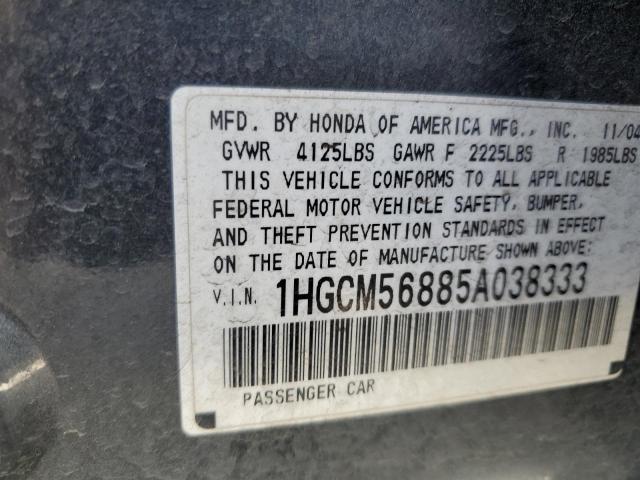 MFD. BY HONDA OF AMERICA MFG., INC. 11/04
GVWR 4125LBS GAWR F 2225LBS R 1985LBS
THIS VEHICLE CONFORMS TO ALL APPLICABLE
FEDERAL MOTOR VEHICLE SAFETY, BUMPER,
AND THEFT PREVENTION STANDARDS IN EFFECT
ON THE DATE OF MANUFACTURE SHOWN ABOVE:
V.I.N. 1HGCM56885A038333
PASSENGER CAR